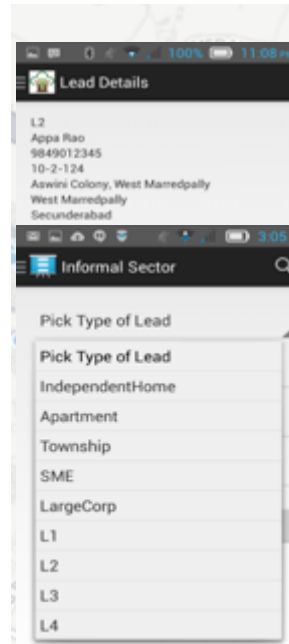 100% 11:08 PM
Lead Details
L2
Appa Rao
9849012345
10-2-124
Aswini Colony, West Marredpally
West Marredpally
Secunderabad
3:05
Informal Sector
Pick Type of Lead
Pick Type of Lead
IndependentHome
Apartment
Township
SME
LargeCorp
L1
L2
L3
L4